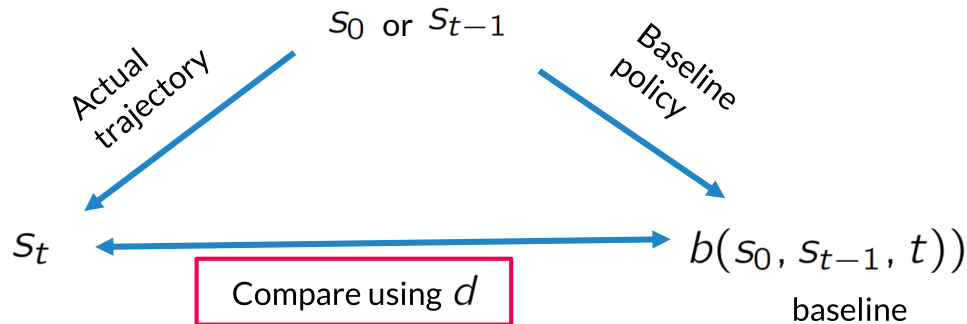 s₀ or sₜ₋₁
Actual
trajectory
Baseline
policy
sₜ
b(s₀, sₜ₋₁, t))
Compare using d
baseline